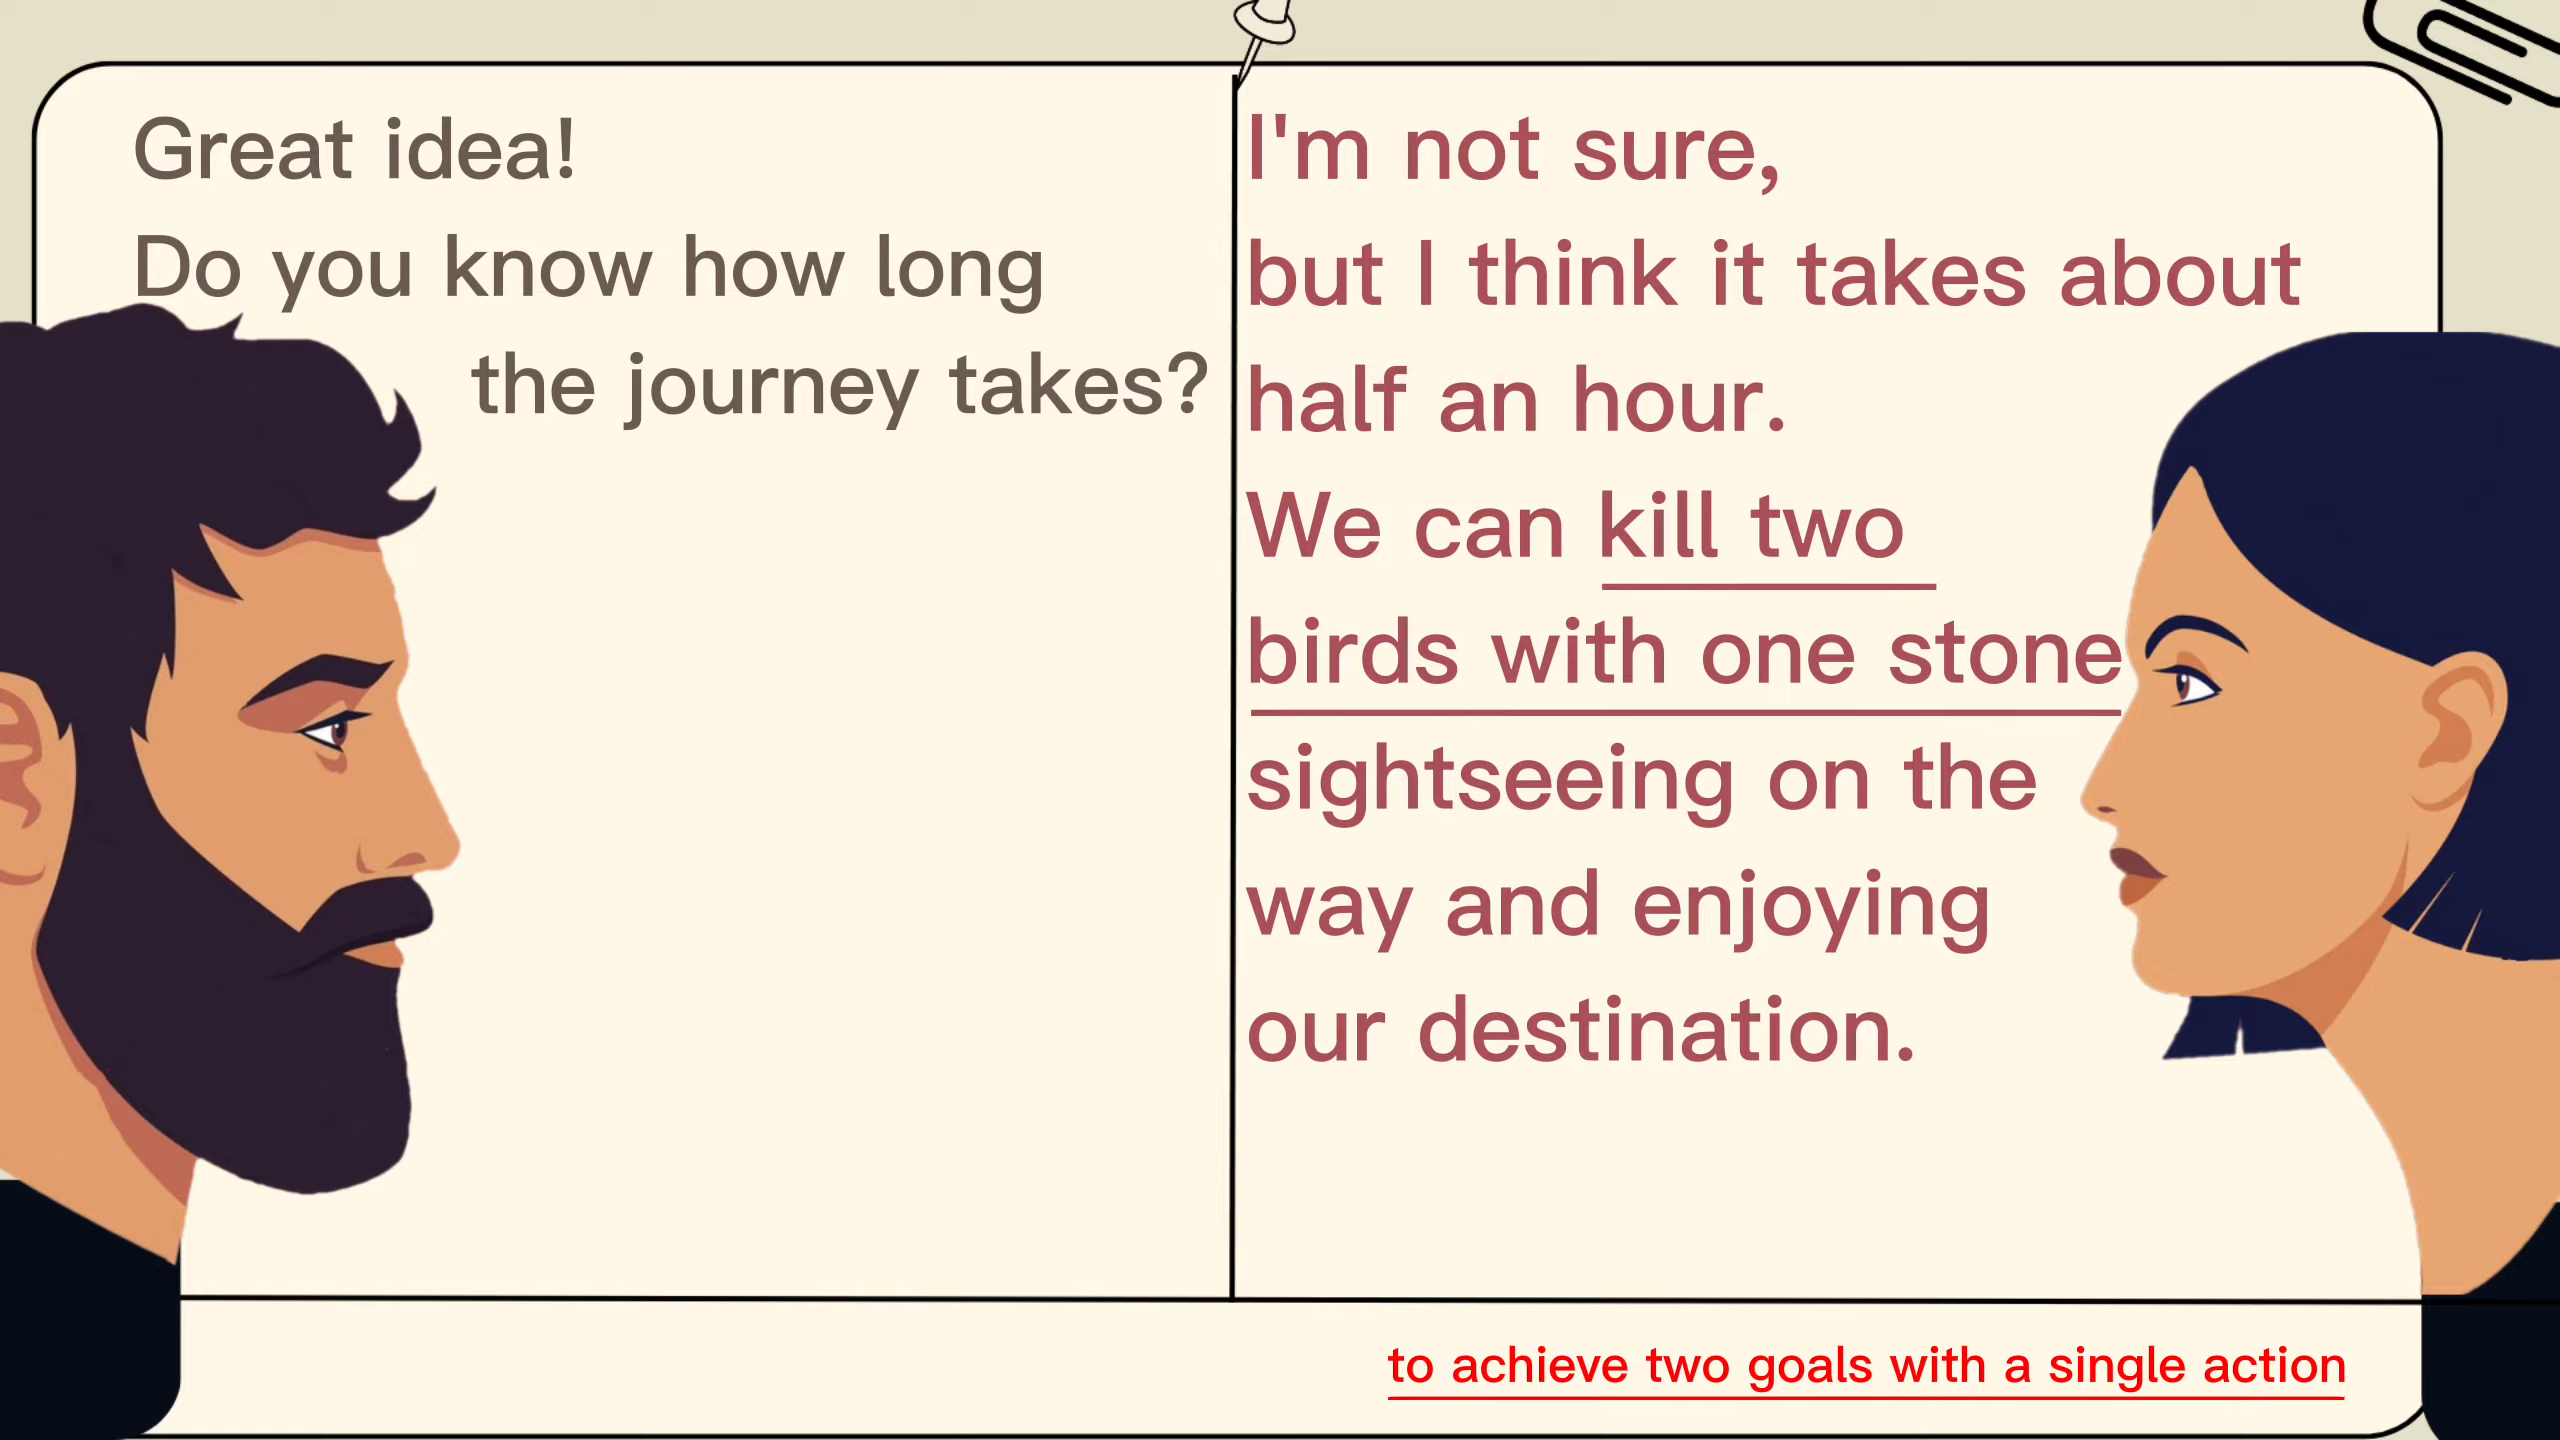 Great idea!
Do you know how long
the journey takes?
I'm not sure,
but I think it takes about
half an hour.
We can kill two
birds with one stone
sightseeing on the
way and enjoying
our destination.
to achieve two goals with a single action